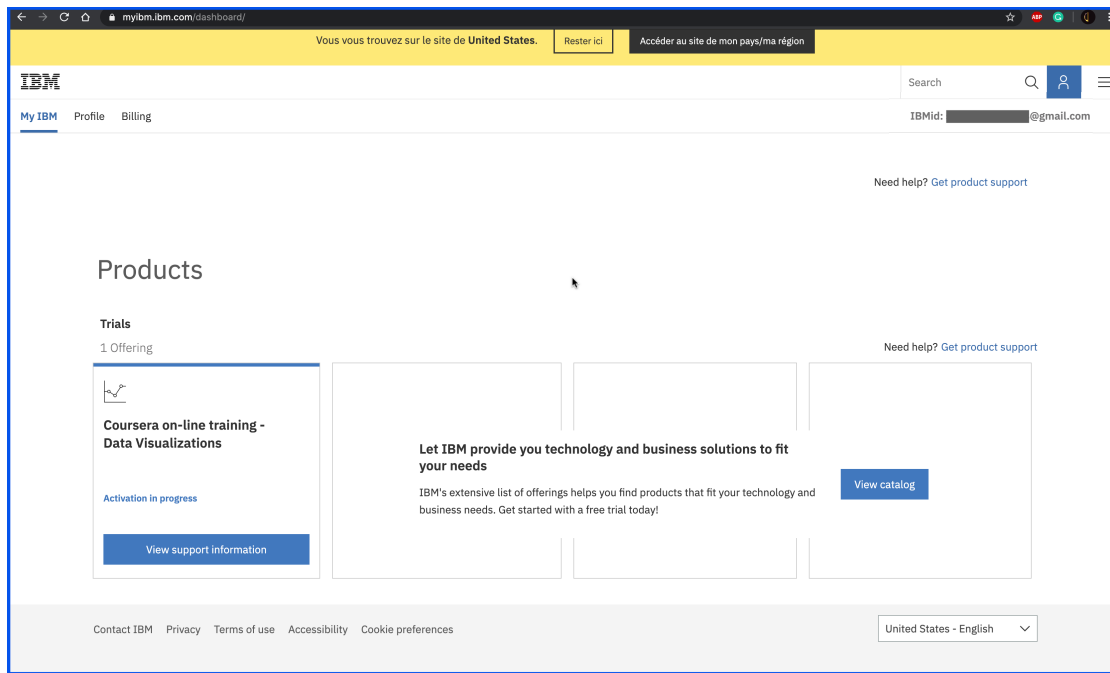 myibm.ibm.com/dashboard/
ABP
Vous vous trouvez sur le site de United States. Rester ici Accéder au site de mon pays/ma région
IBM
Search
My IBM Profile Billing
IBMid: @gmail.com
Need help? Get product support
Products
Trials
1 Offering
Need help? Get product support
Coursera on-line training -
Data Visualizations
Activation in progress
View support information
Let IBM provide you technology and business solutions to fit
your needs
IBM's extensive list of offerings helps you find products that fit your technology and
business needs. Get started with a free trial today!
View catalog
Contact IBM Privacy Terms of use Accessibility Cookie preferences
United States - English